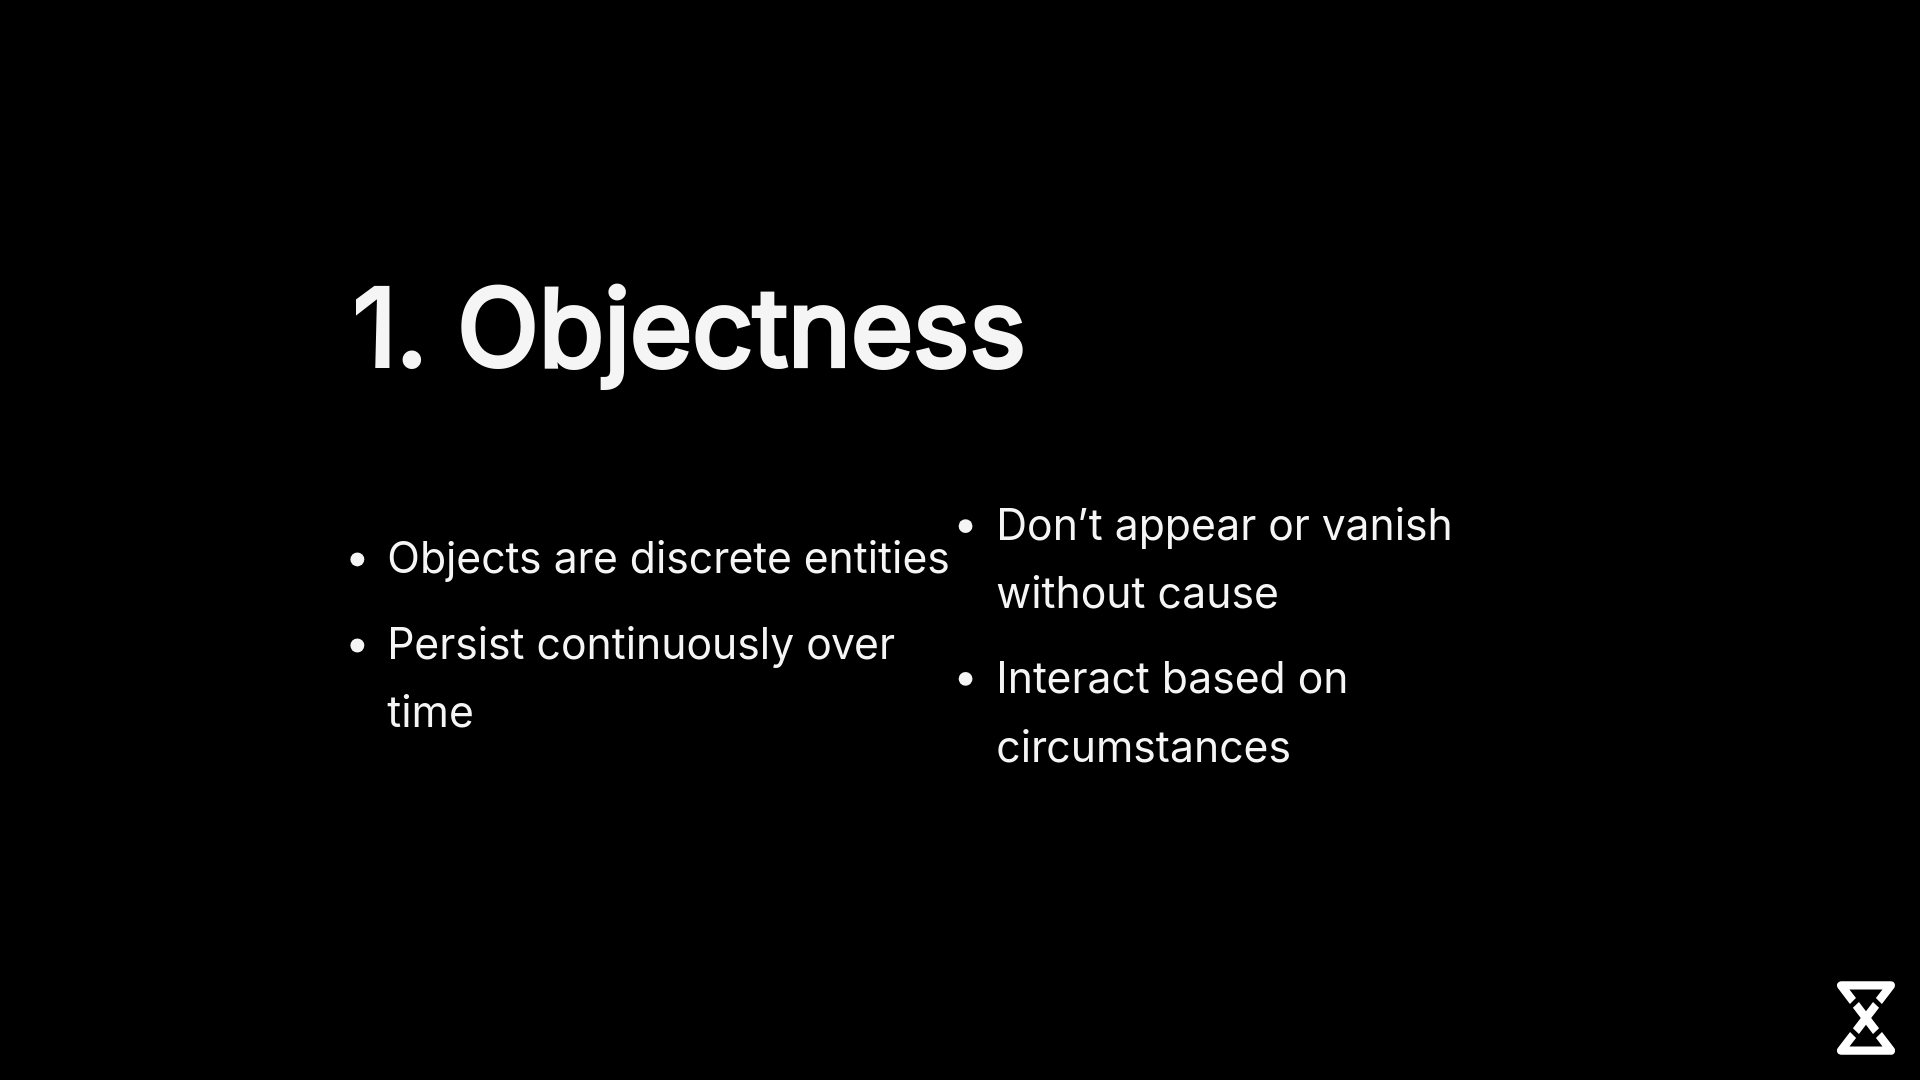 1. Objectness
• Objects are discrete entities
• Persist continuously over
time
• Don’t appear or vanish
without cause
• Interact based on
circumstances